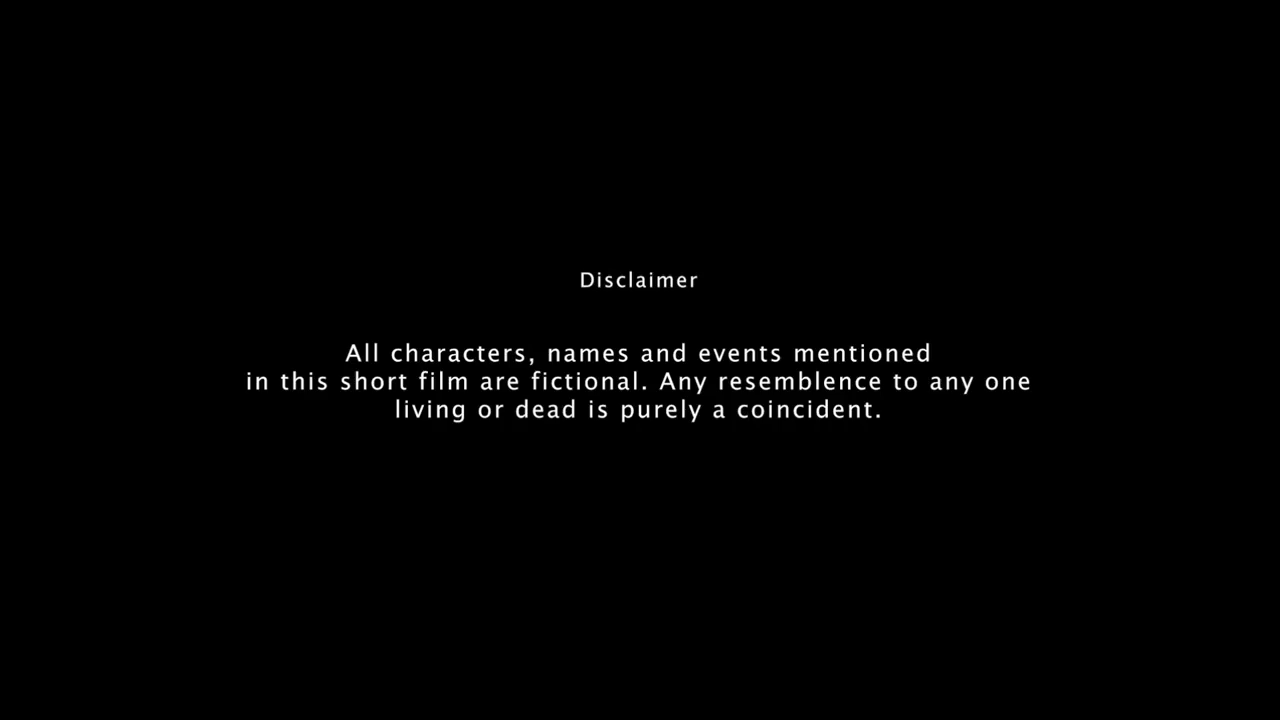 Disclaimer
All characters, names and events mentioned
in this short film are fictional. Any resemblence to any one
living or dead is purely a coincident.